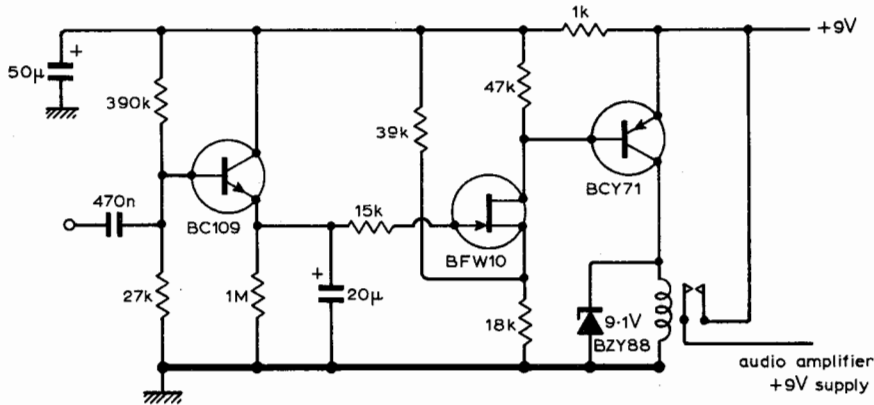 1k
+9V
+
50μ
390k
39k
47k
BCY71
470n
BC109
15k
BFW10
27k
1M
+
20μ
18k
9·1V
BZY88
audio amplifier
+9V supply